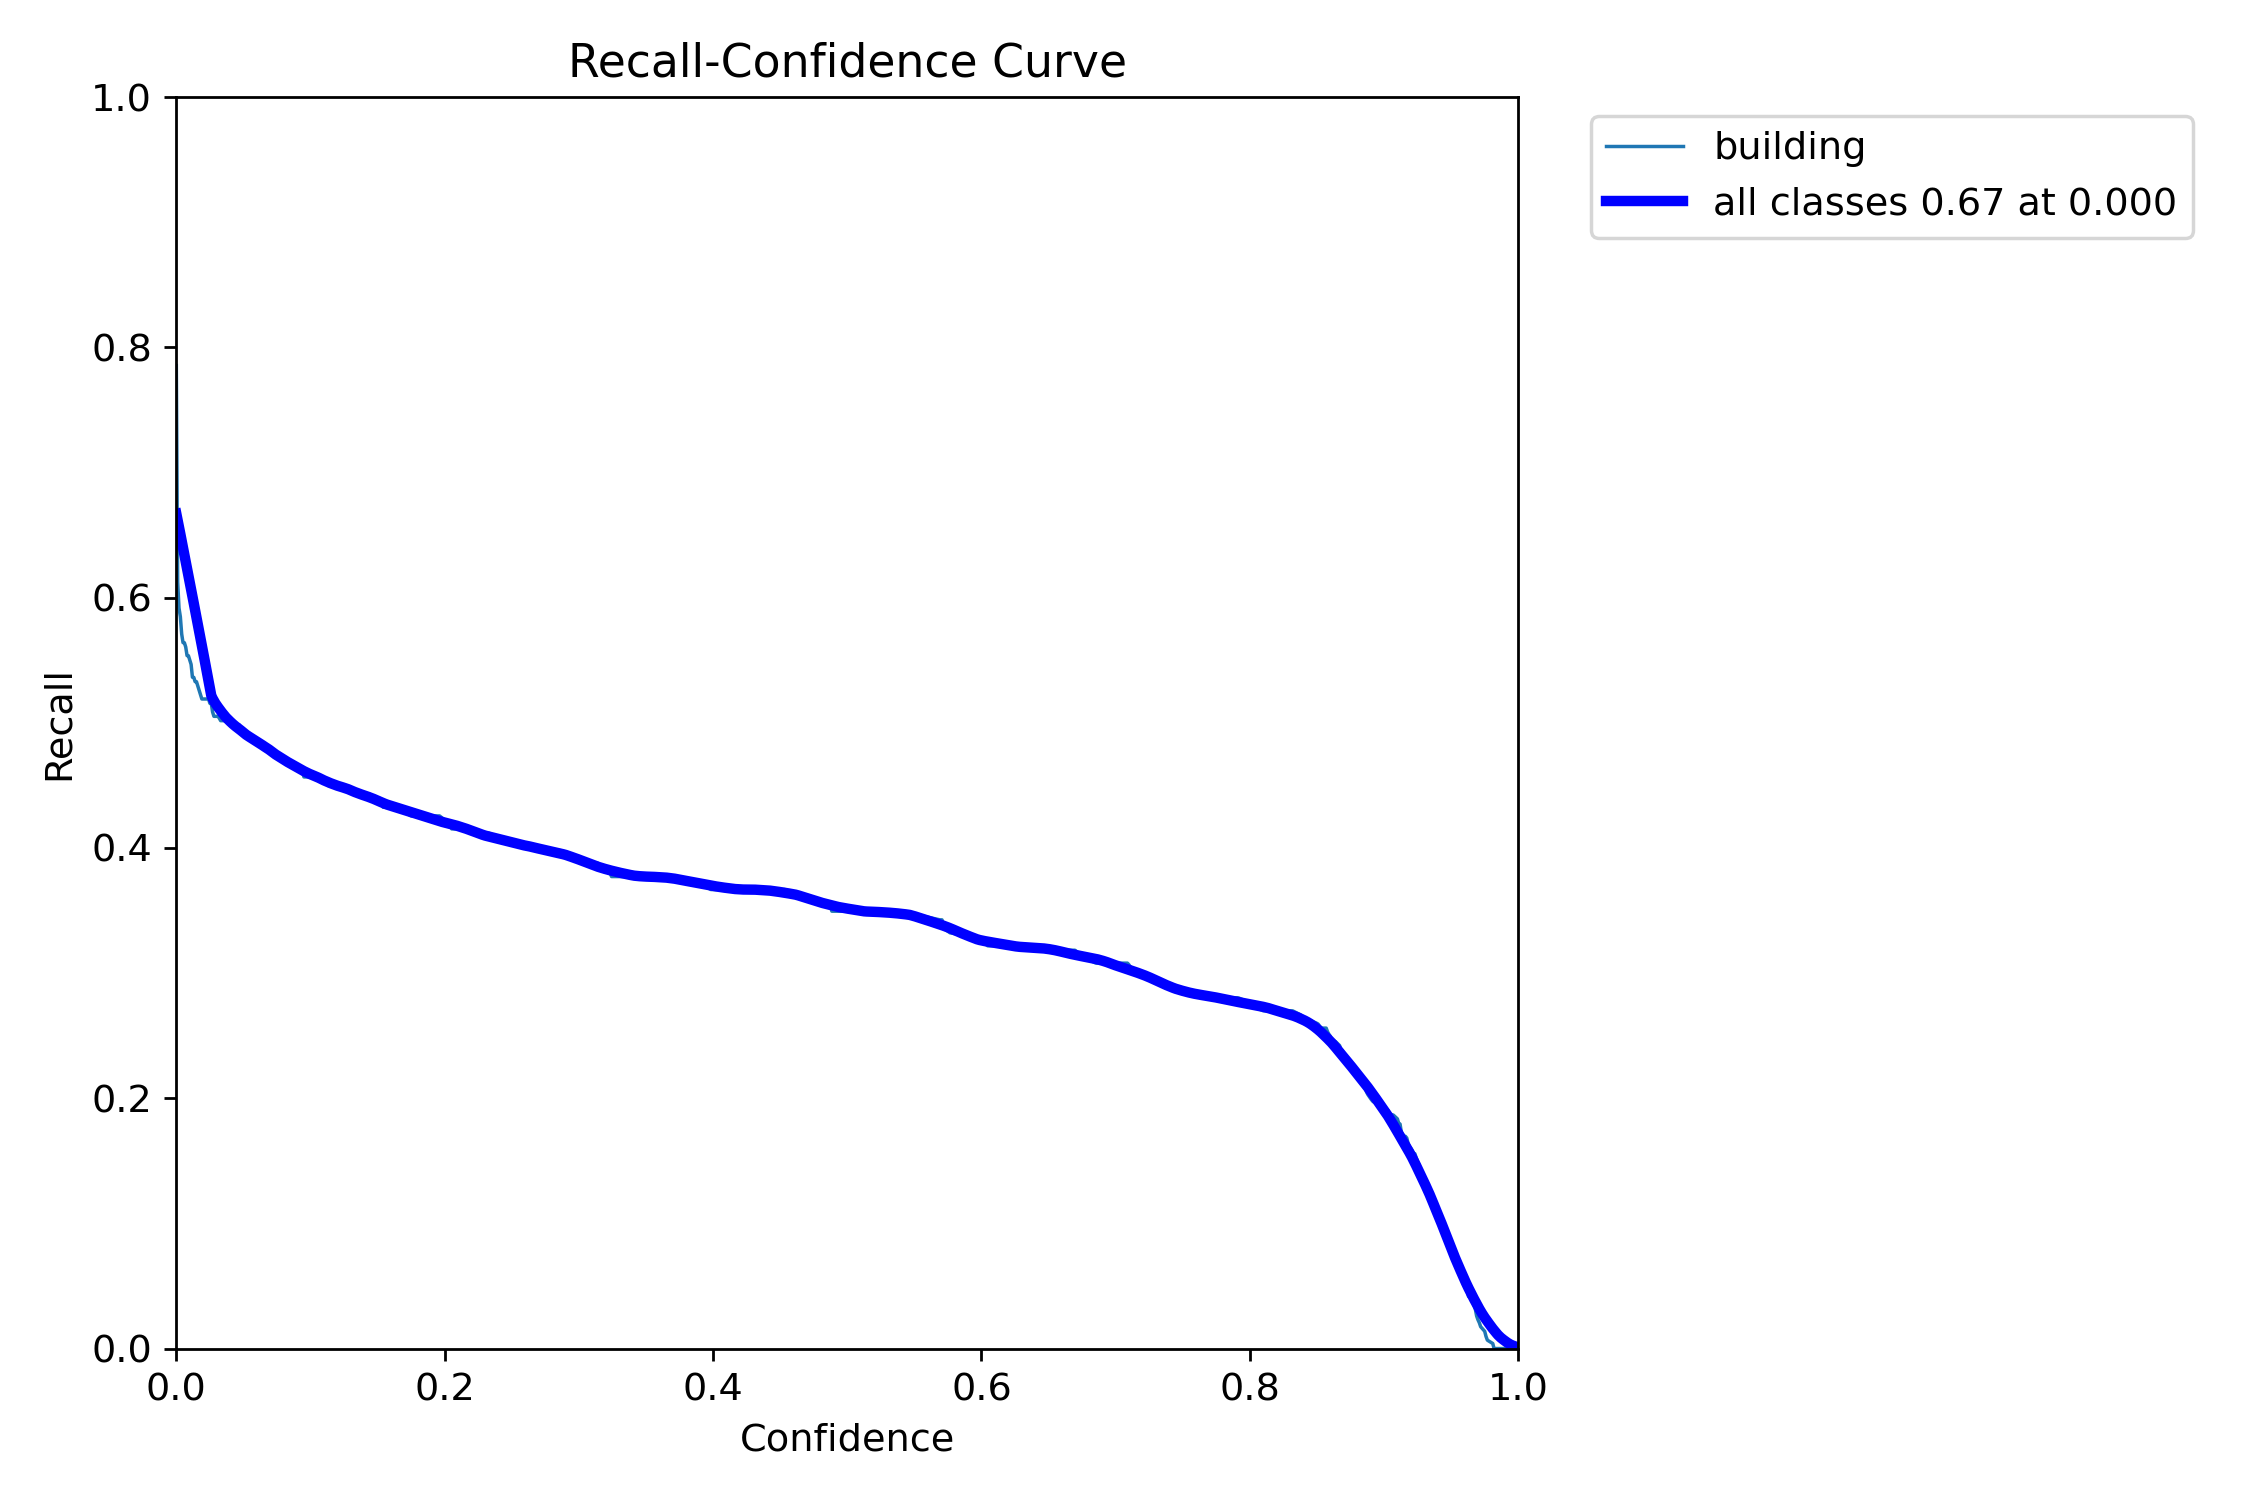 Recall-Confidence Curve
1.0
0.8
0.6
0.4
0.2
0.0
Recall
0.0 0.2 0.4 0.6 0.8 1.0
Confidence
building
all classes 0.67 at 0.000